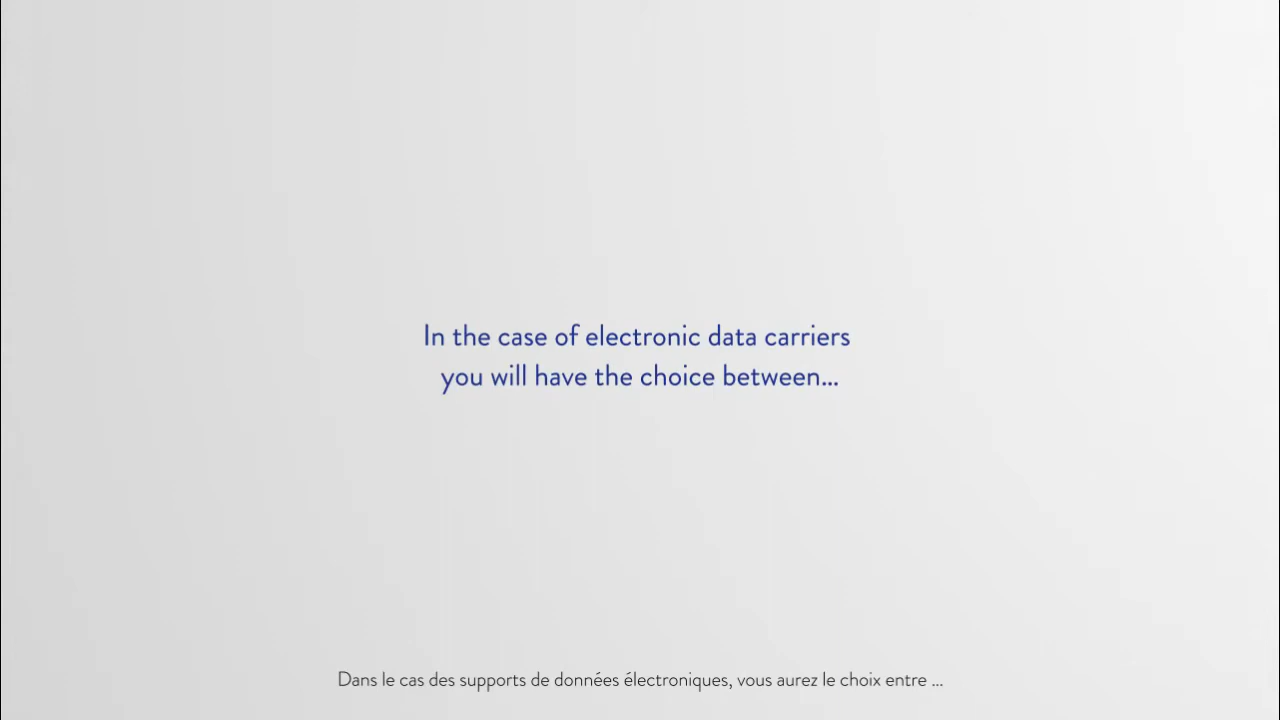 In the case of electronic data carriers
you will have the choice between...
Dans le cas des supports de données électroniques, vous aurez le choix entre ...